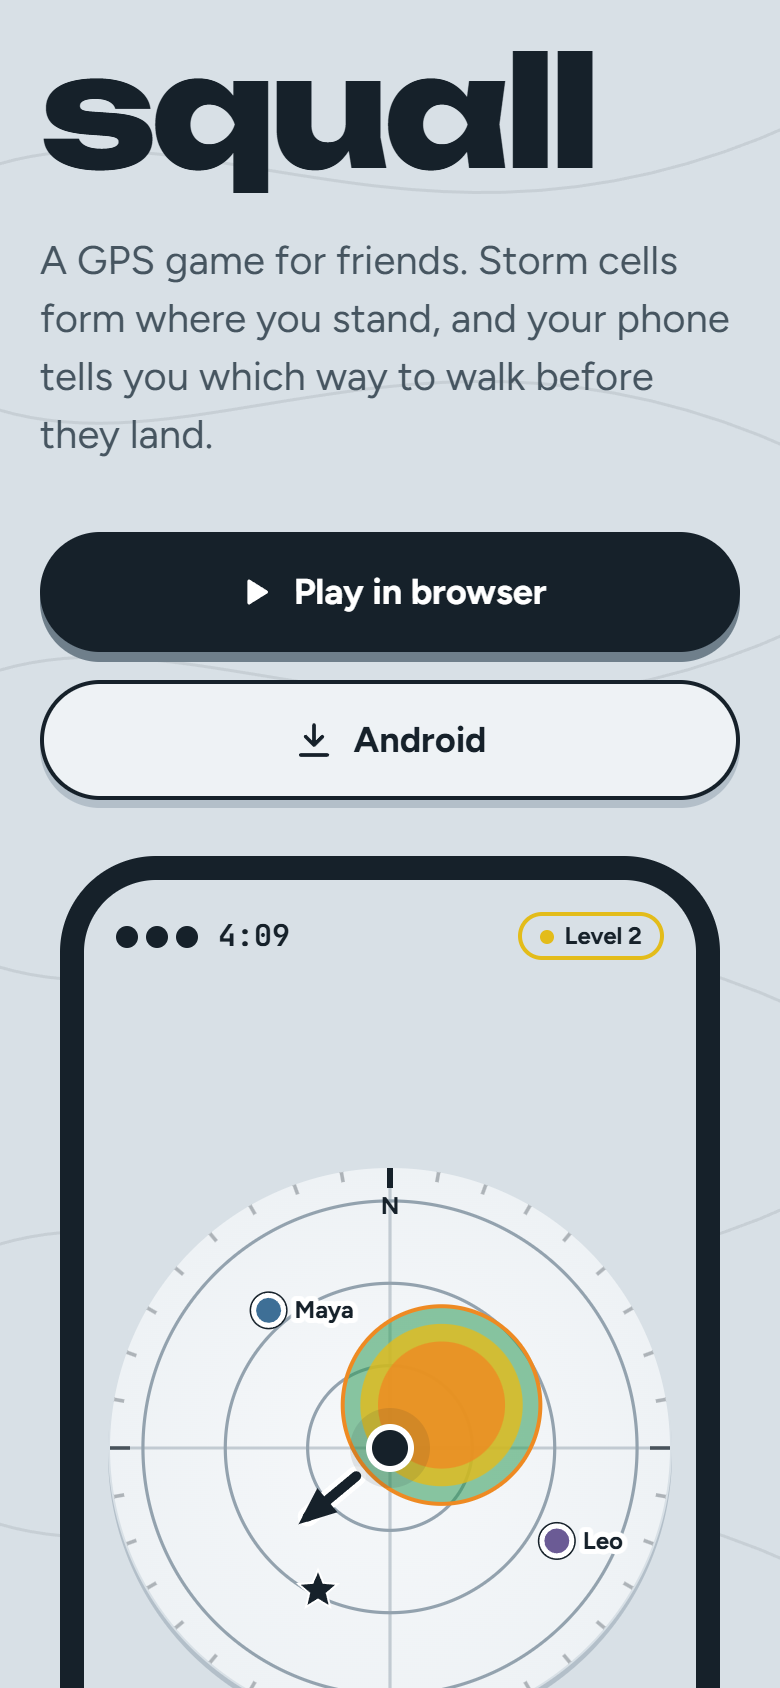 squall
A GPS game for friends. Storm cells
form where you stand, and your phone
tells you which way to walk before
they land.
Play in browser
Android
4:09
Level 2
N
Maya
Leo